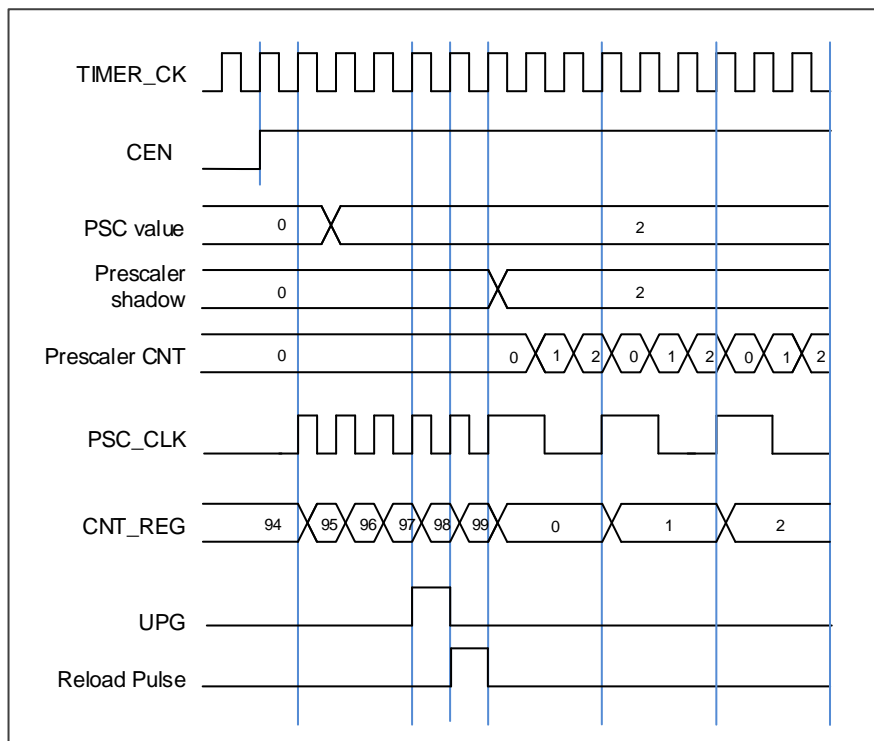 TIMER_CK
CEN
PSC value 0 2
Prescaler
shadow 0 2
Prescaler CNT 0 0 1 2 0 1 2 0 1 2
PSC_CLK
CNT_REG 94 95 96 97 98 99 0 1 2
UPG
Reload Pulse